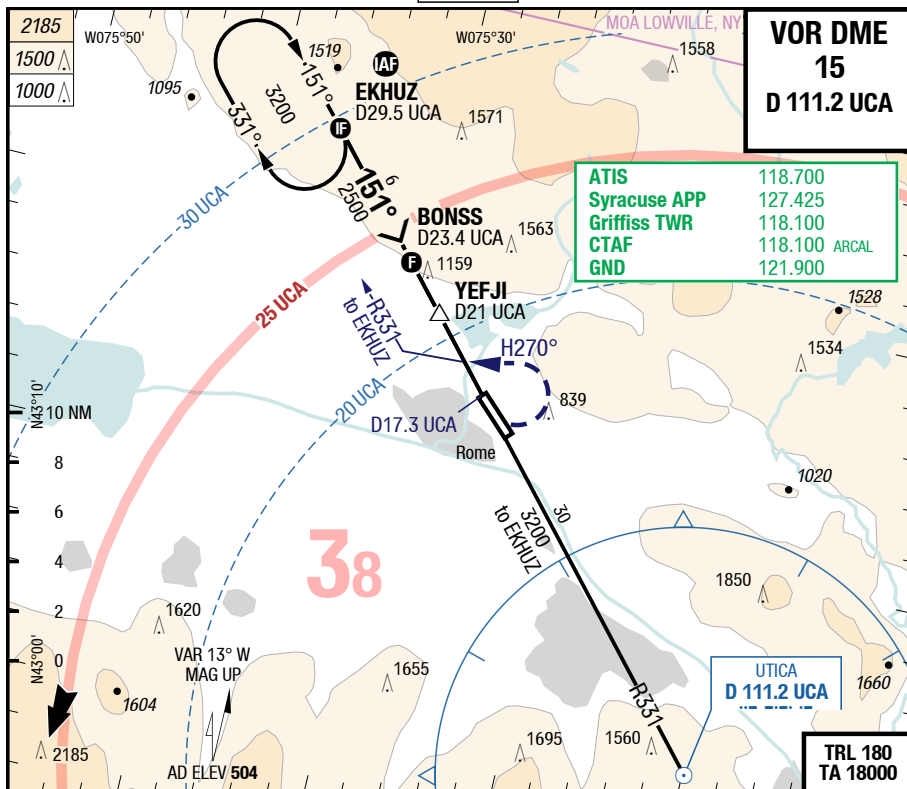 2185
1500
1000
W075°50'
W075°30'
MOA LOWVILLE, NY
VOR DME
15
D 111.2 UCA
1519
1558
1095
IAF
EKHUZ
D29.5 UCA
151°
3200
331°
IF
1571
6
151°
2500
ATIS 118.700
Syracuse APP 127.425
Griffiss TWR 118.100
CTAF 118.100 ARCAL
GND 121.900
30 UCA
BONSS
D23.4 UCA
1563
F
1159
25 UCA
YEFJI
D21 UCA
R331
to EKHUZ
1528
1534
H270°
20 UCA
839
N43°10'
10 NM
D17.3 UCA
Rome
8
1020
6
30
3200
to EKHUZ
38
4
1850
2
1620
N43°00'
0
VAR 13° W
MAG UP
1655
UTICA
D 111.2 UCA
1660
1604
R331
2185
1695
1560
AD ELEV 504
TRL 180
TA 18000